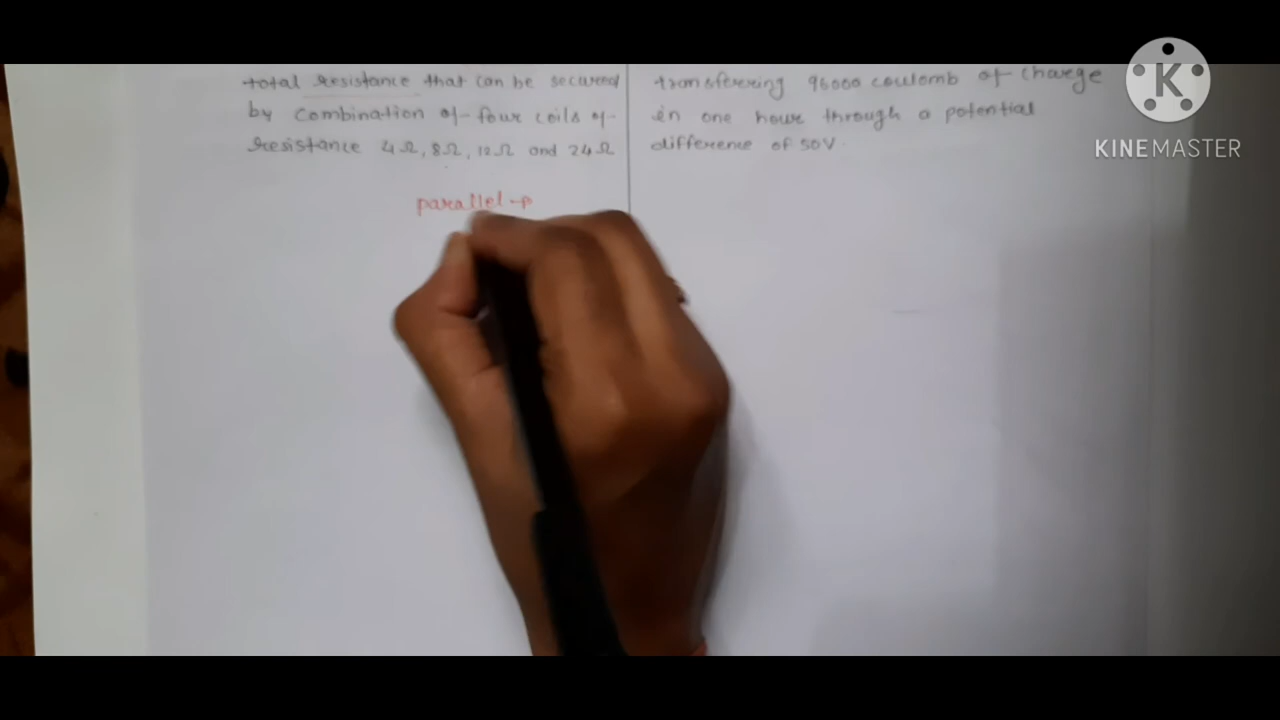 total resistance that can be secured
by combination of four coils of
resistance 4Ω, 8Ω, 12Ω and 24Ω
parallel →
transferring 96000 coulomb of charge
in one hour through a potential
difference of 50V.
K
KINEMASTER